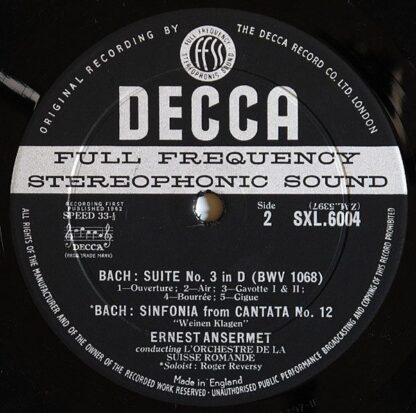 ORIGINAL RECORDING BY THE DECCA RECORD CO. LTD. LONDON
FULL FREQUENCY
ffss
STEREOPHONIC SOUND
DECCA
FULL FREQUENCY
STEREOPHONIC SOUND
RECORDING FIRST
PUBLISHED 1962
SPEED 33⅓
DECCA
(REGD. TRADE MARK)
Side
2
(ZAL.5397)
SXL.6004
BACH: SUITE No. 3 in D (BWV 1068)
1—Ouverture; 2—Air; 3—Gavotte I & II;
4—Bourrée; 5—Gigue
*BACH: SINFONIA from CANTATA No. 12
"Weinen Klagen"
ERNEST ANSERMET
conducting L'ORCHESTRE DE LA
SUISSE ROMANDE
*Soloist: Roger Reversy
Made in England
ALL RIGHTS OF THE MANUFACTURER AND OF THE OWNER OF THE RECORDED WORK RESERVED · UNAUTHORISED PUBLIC PERFORMANCE BROADCASTING AND COPYING OF THIS RECORD PROHIBITED